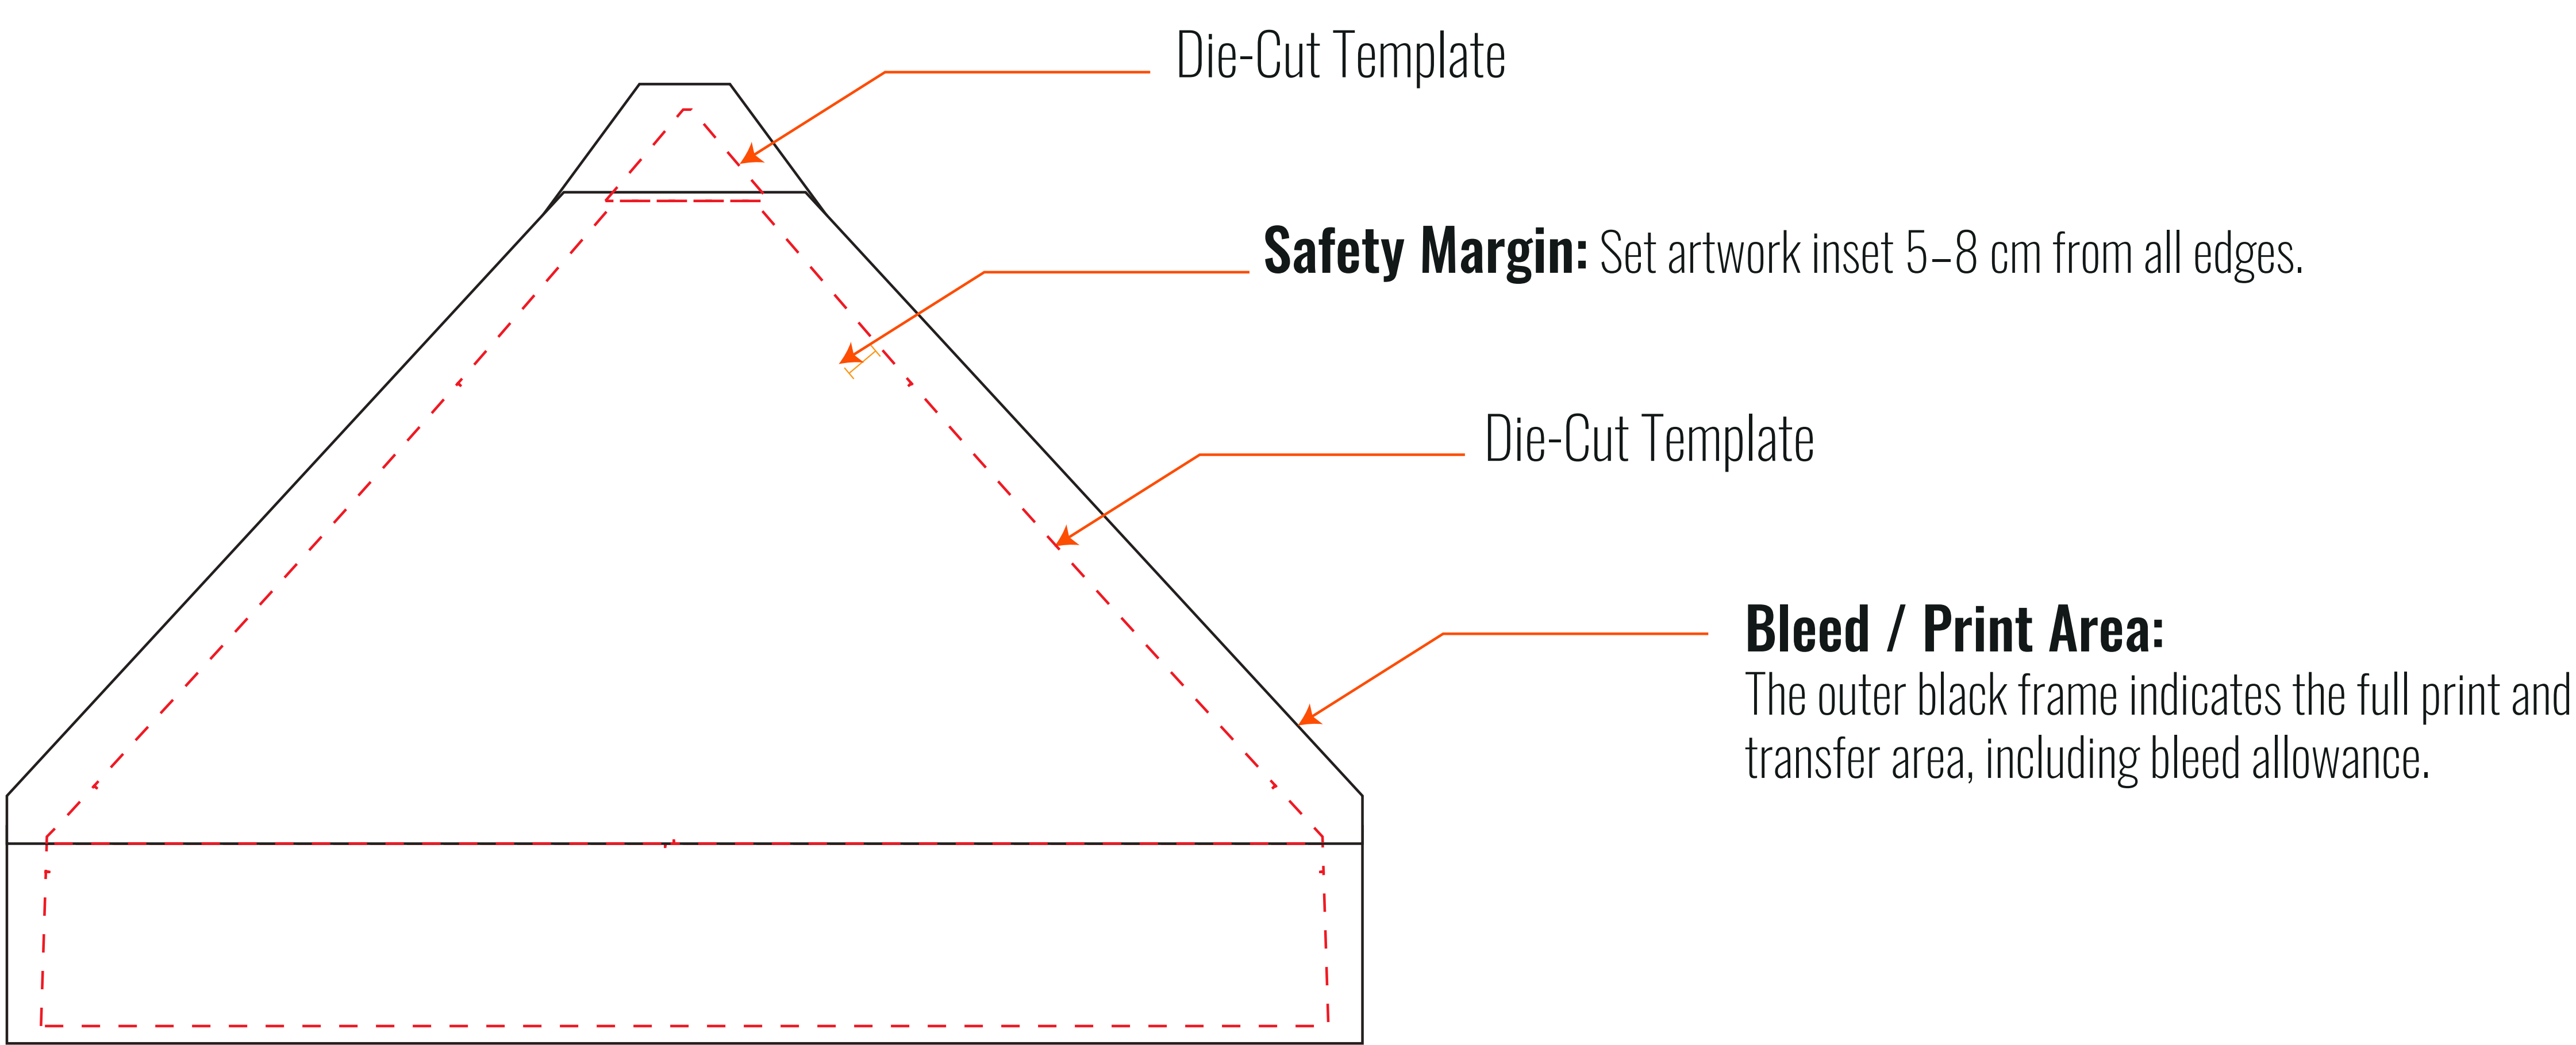 Die-Cut Template
Safety Margin: Set artwork inset 5–8 cm from all edges.
Die-Cut Template
Bleed / Print Area:
The outer black frame indicates the full print and
transfer area, including bleed allowance.